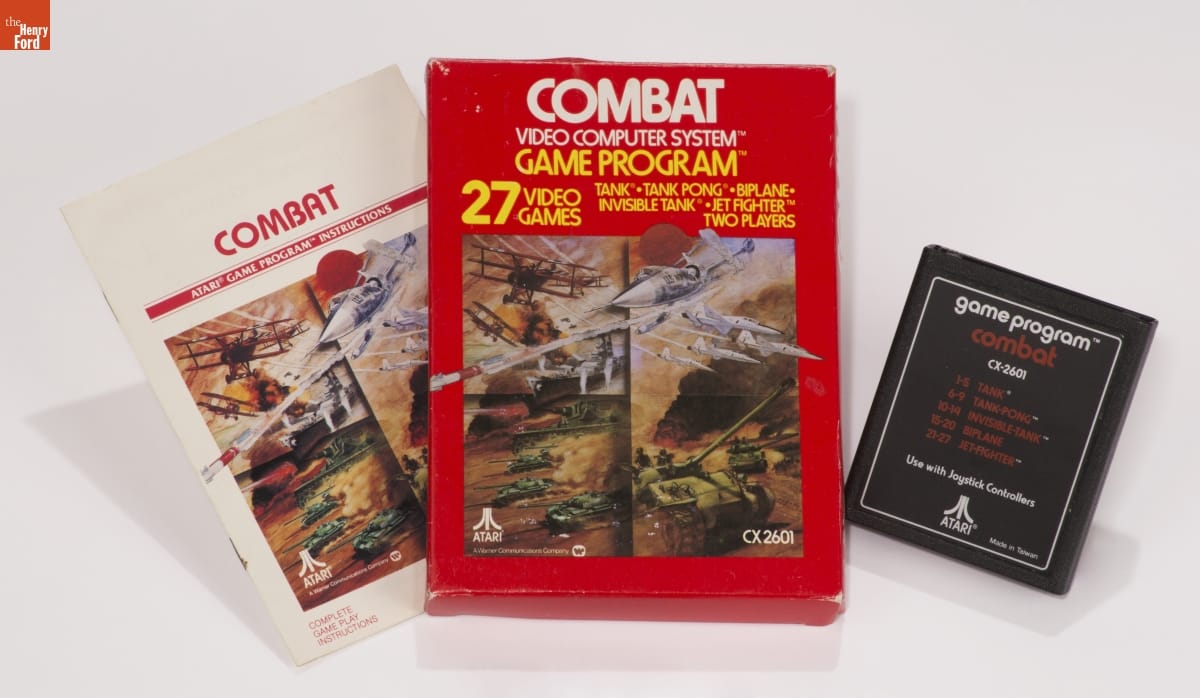 the
Henry
Ford
COMBAT
ATARI® GAME PROGRAM™ INSTRUCTIONS
ATARI
A Warner Communications Company
COMPLETE
GAME PLAY
INSTRUCTIONS
COMBAT
VIDEO COMPUTER SYSTEM™
GAME PROGRAM™
27 VIDEO
GAMES
TANK® • TANK PONG® • BIPLANE •
INVISIBLE TANK® • JET FIGHTER™
TWO PLAYERS
ATARI
A Warner Communications Company
CX2601
game program™
combat
CX-2601
1-5 TANK®
6-9 TANK-PONG™
10-14 INVISIBLE-TANK™
15-20 BIPLANE
21-27 JET-FIGHTER™
Use with Joystick Controllers
ATARI®
Made in Taiwan